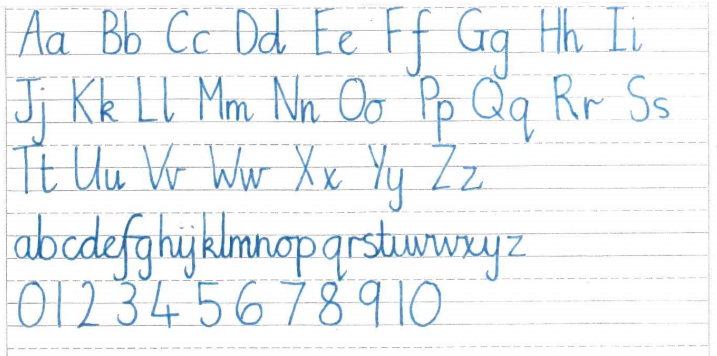 Aa Bb Cc Dd Ee Ff Gg Hh Ii
Jj Kk Ll Mm Nn Oo Pp Qq Rr Ss
Tt Uu Vv Ww Xx Yy Zz
abcdefghijklmnopqrstuvwxyz
0 1 2 3 4 5 6 7 8 9 10